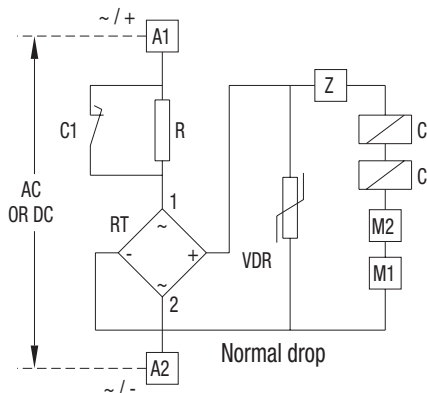 ~ / +
A1
C1
R
Z
C
C
AC
OR DC
1
RT
~
-
+
~
2
VDR
M2
M1
Normal drop
A2
~ / -